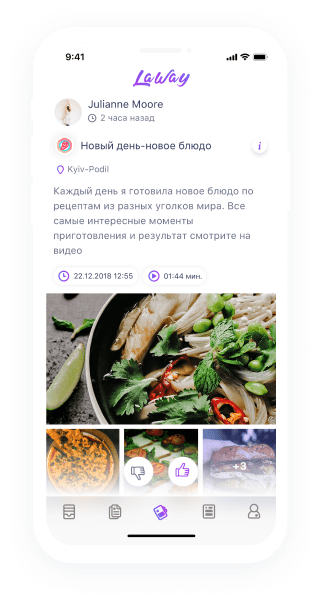 9:41
LaWay
Julianne Moore
2 часа назад
Новый день-новое блюдо
i
Kyiv-Podil
Каждый день я готовила новое блюдо по
рецептам из разных уголков мира. Все
самые интересные моменты
приготовления и результат смотрите на
видео
22.12.2018 12:55
01:44 мин.
+3